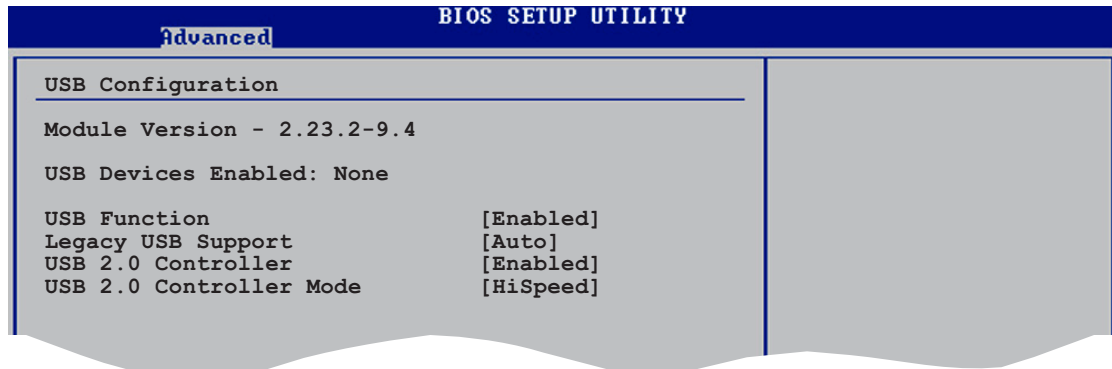 BIOS SETUP UTILITY
Advanced
USB Configuration
Module Version - 2.23.2-9.4
USB Devices Enabled: None
USB Function [Enabled]
Legacy USB Support [Auto]
USB 2.0 Controller [Enabled]
USB 2.0 Controller Mode [HiSpeed]